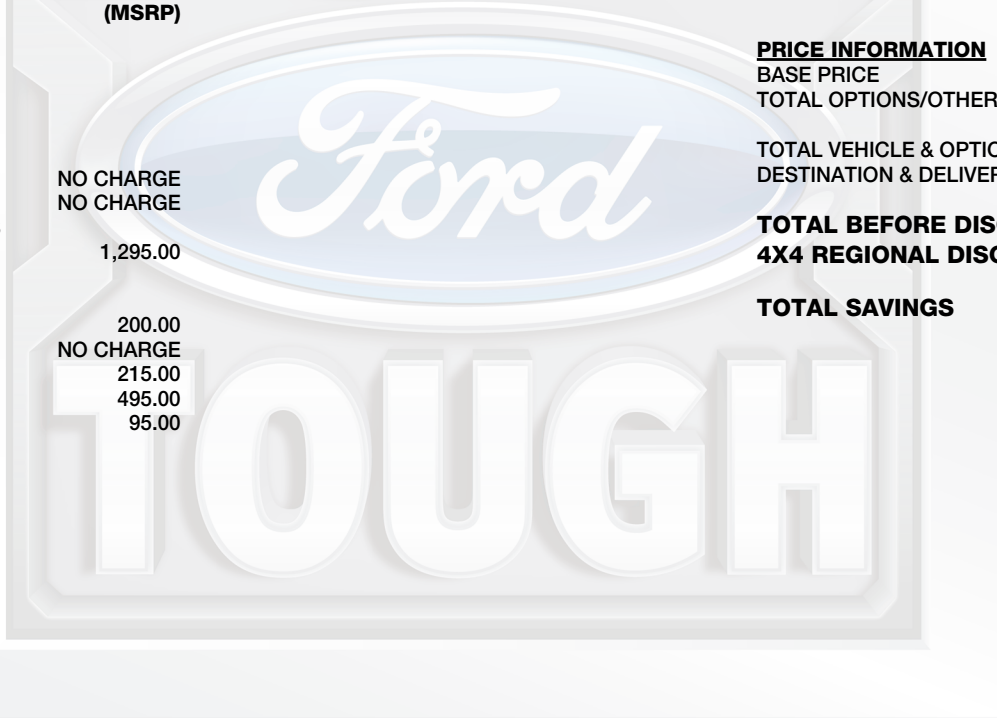 (MSRP)
NO CHARGE
NO CHARGE
1,295.00
200.00
NO CHARGE
215.00
495.00
95.00
PRICE INFORMATION
BASE PRICE
TOTAL OPTIONS/OTHER
TOTAL VEHICLE & OPTIO
DESTINATION & DELIVER
TOTAL BEFORE DISC
4X4 REGIONAL DISC
TOTAL SAVINGS
Ford
TOUGH